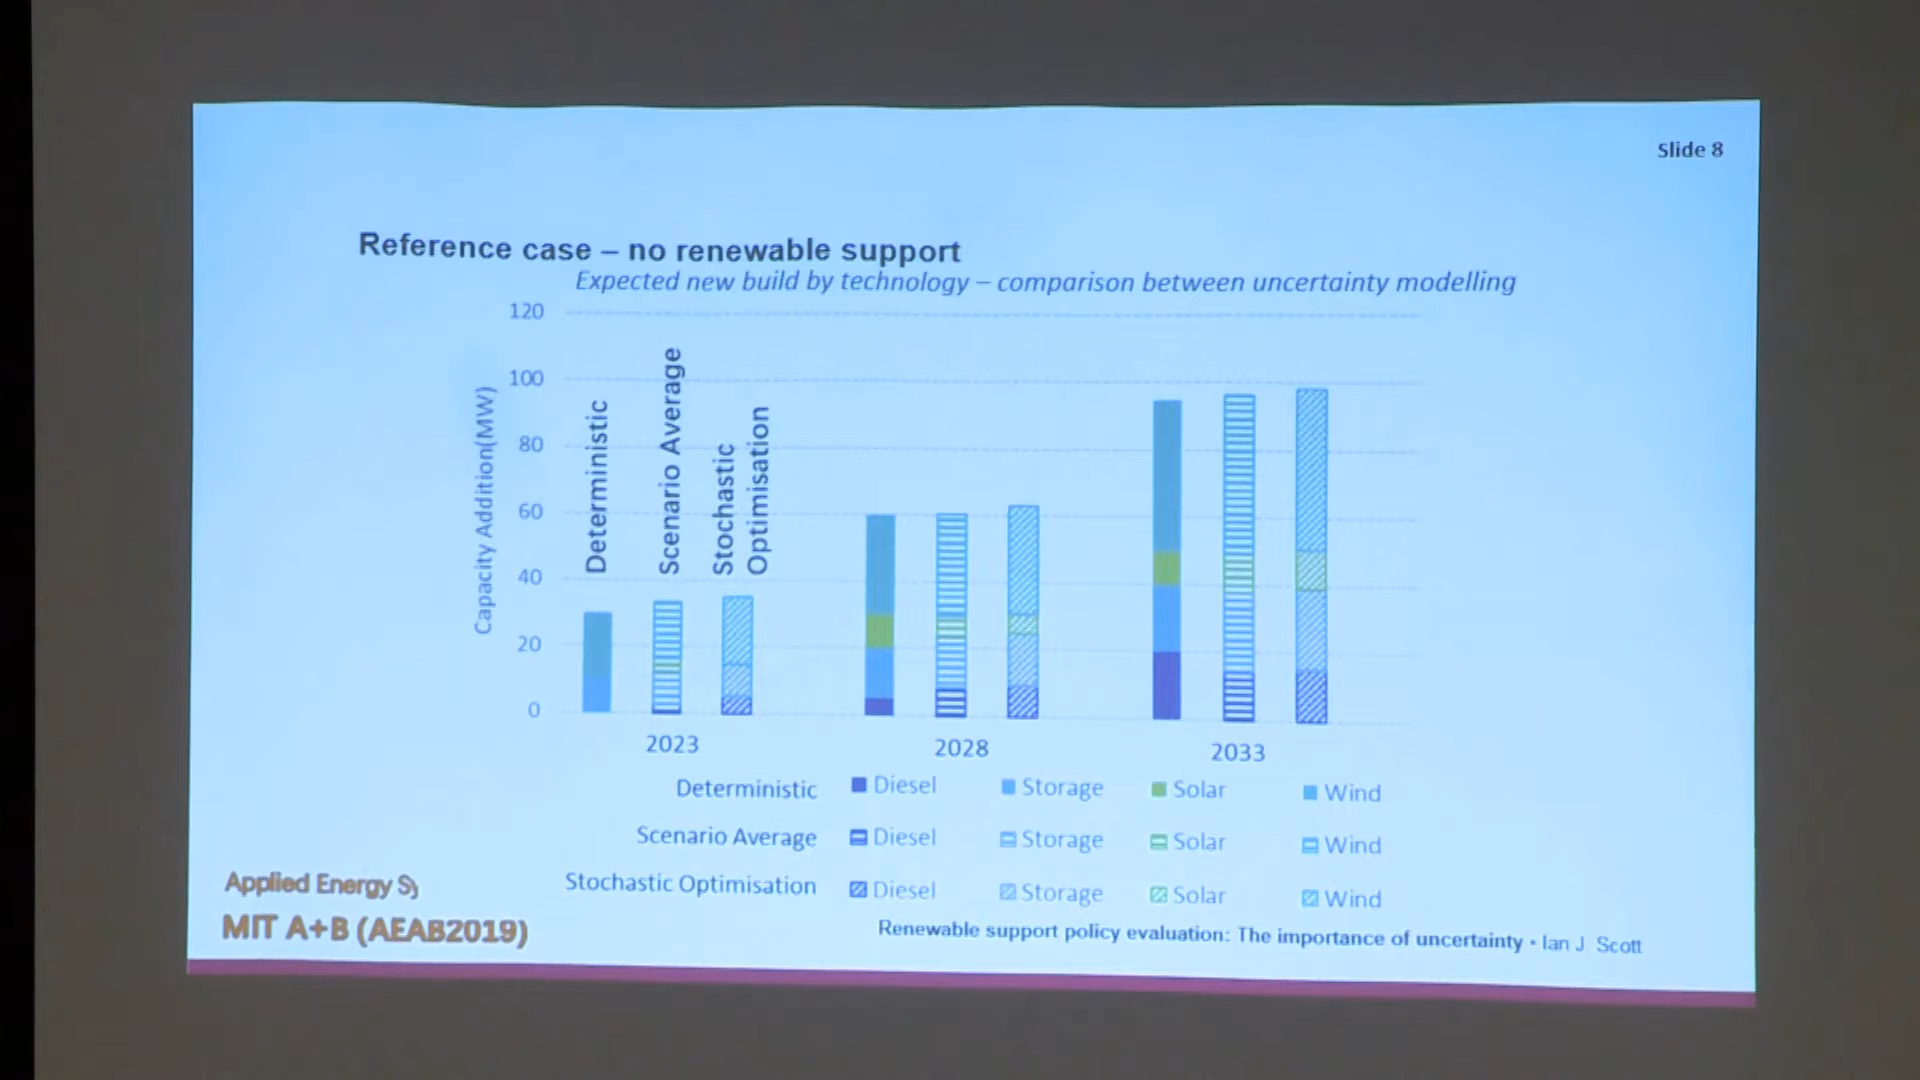 Slide 8
Reference case – no renewable support
Expected new build by technology – comparison between uncertainty modelling
120
100
80
60
40
20
0
Capacity Addition(MW)
Deterministic
Scenario Average
Stochastic
Optimisation
2023
2028
2033
Deterministic Diesel Storage Solar Wind
Scenario Average Diesel Storage Solar Wind
Stochastic Optimisation Diesel Storage Solar Wind
Applied Energy Sy
MIT A+B (AEAB2019)
Renewable support policy evaluation: The importance of uncertainty • Ian J Scott